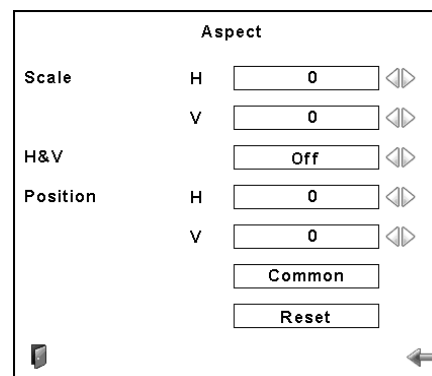 Aspect
Scale H 0
V 0
H&V Off
Position H 0
V 0
Common
Reset